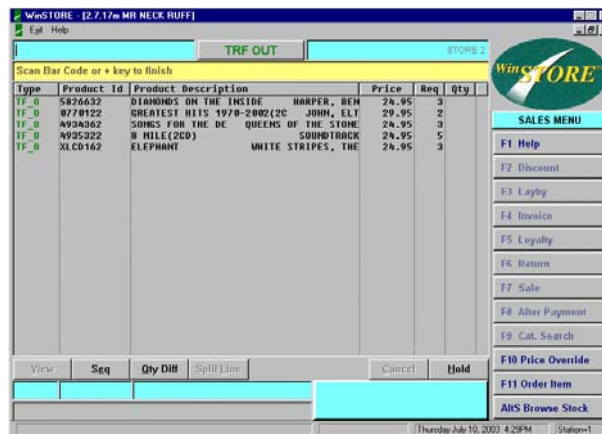 WinSTORE - [2.7.17m MR NECK RUFF]
Exit Help
TRF OUT STORE 2
Scan Bar Code or + key to finish
Type Product Id Product Description Price Req Qty
TF_O 5826632 DIAMONDS ON THE INSIDE HARPER, BEN 24.95 3
TF_O 0770122 GREATEST HITS 1970-2002(2C JOHN, ELT 29.95 2
TF_O 4934362 SONGS FOR THE DE QUEENS OF THE STONE 24.95 3
TF_O 4935322 8 MILE(2CD) SOUNDTRACK 24.95 5
TF_O XLCD162 ELEPHANT WHITE STRIPES, THE 24.95 3
WinSTORE
SALES MENU
F1 Help
F2 Discount
F3 Layby
F4 Invoice
F5 Loyalty
F6 Return
F7 Sale
F8 Alter Payment
F9 Cat. Search
F10 Price Override
F11 Order Item
AltS Browse Stock
View Seq Qty Diff Split Line Cancel Hold
Thursday July 10, 2003 4:29PM Station=1